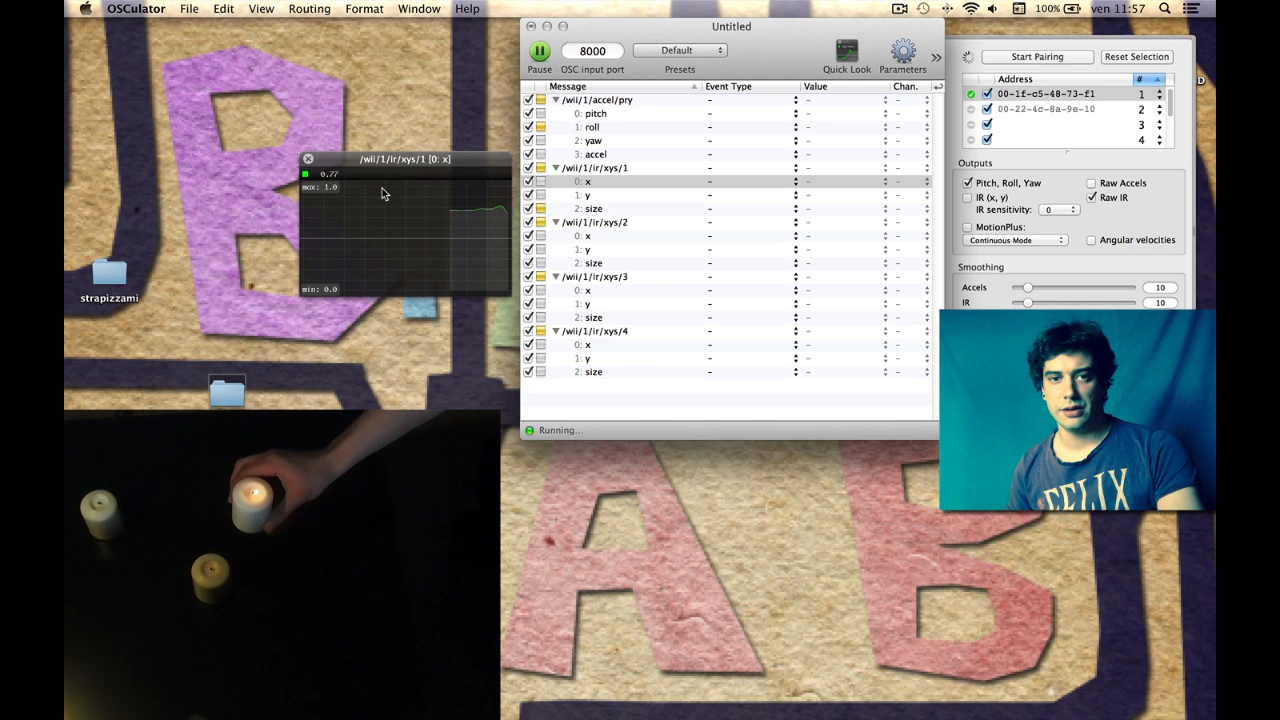 OSCulator File Edit View Routing Format Window Help 100% ven 11:57
Untitled
8000 Default
Pause OSC input port Presets Quick Look Parameters
Message Event Type Value Chan.
/wii/1/accel/pry - - -
0: pitch - - -
1: roll - - -
2: yaw - - -
3: accel - - -
/wii/1/ir/xys/1 - - -
0: x - - -
1: y - - -
2: size - - -
/wii/1/ir/xys/2 - - -
0: x - - -
1: y - - -
2: size - - -
/wii/1/ir/xys/3 - - -
0: x - - -
1: y - - -
2: size - - -
/wii/1/ir/xys/4 - - -
0: x - - -
1: y - - -
2: size - - -
Running...
Start Pairing Reset Selection
Address #
00-1f-c5-48-73-f1 1
00-22-4c-8a-9e-10 2
3
4
Outputs
Pitch, Roll, Yaw Raw Accels
IR (x, y) Raw IR
IR sensitivity: 0
MotionPlus:
Continuous Mode Angular velocities
Smoothing
Accels 10
IR 10
/wii/1/ir/xys/1 [0: x]
0.77
max: 1.0
min: 0.0
strapizzami
B
A B
D
FELIX